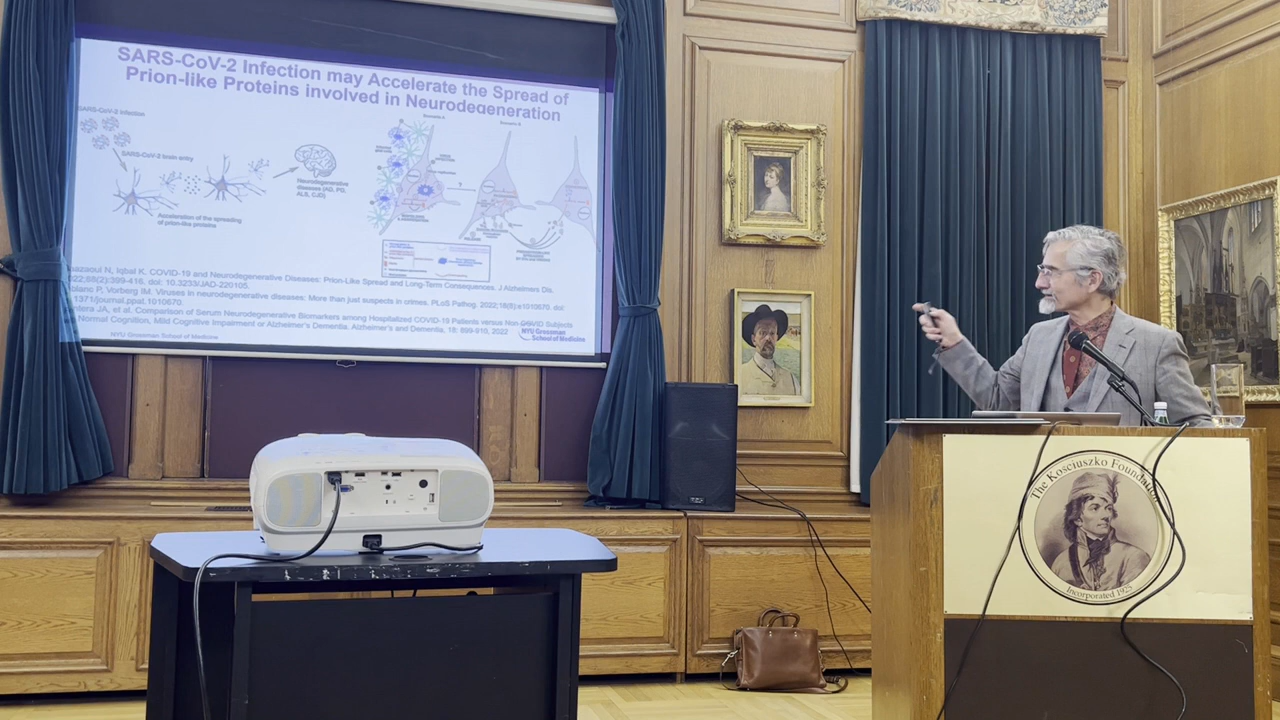 SARS-CoV-2 Infection may Accelerate the Spread of
Prion-like Proteins involved in Neurodegeneration
SARS-CoV-2 Infection
SARS-CoV-2 brain entry
Neurodegenerative
diseases (AD, PD,
ALS, CJD)
Acceleration of the spreading
of prion-like proteins
Scenario A
Scenario B
Iqbal K. COVID-19 and Neurodegenerative Diseases: Prion-Like Spread and Long-Term Consequences. J Alzheimers Dis.
2022;88(2):399-416. doi: 10.3233/JAD-220105.
blanc P, Vorberg IM. Viruses in neurodegenerative diseases: More than just suspects in crimes. PLoS Pathog. 2022;18(8):e1010670. doi:
1371/journal.ppat.1010670.
ntera JA, et al. Comparison of Serum Neurodegenerative Biomarkers among Hospitalized COVID-19 Patients versus Non-COVID Subjects
Normal Cognition, Mild Cognitive Impairment or Alzheimer's Dementia. Alzheimer's and Dementia, 18: 899-910, 2022
NYU Grossman School of Medicine
NYU Grossman
School of Medicine
The Kosciuszko Foundation
Incorporated 1925